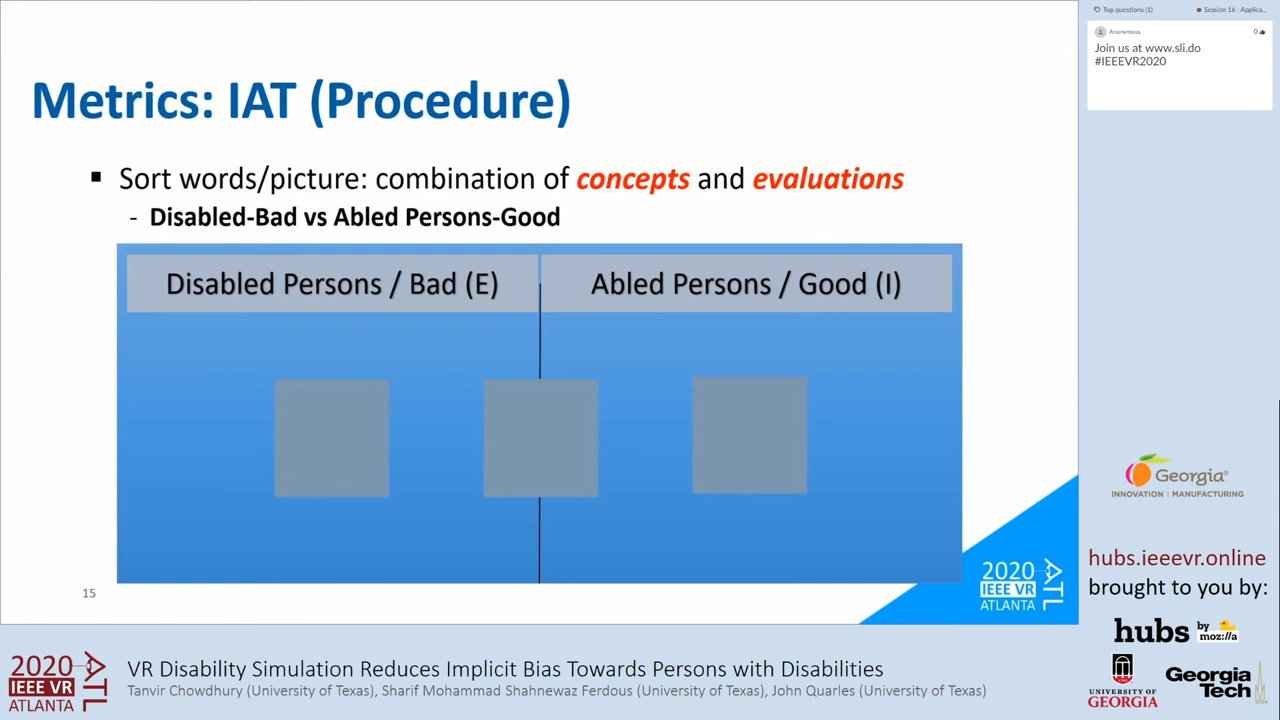 Metrics: IAT (Procedure)
▪ Sort words/picture: combination of concepts and evaluations
- Disabled-Bad vs Abled Persons-Good
Disabled Persons / Bad (E)
Abled Persons / Good (I)
15
2020
IEEE VR
ATLANTA
ATL
Top questions (1)
Session 16 : Applica...
Anonymous
0
Join us at www.sli.do
#IEEEVR2020
Georgia®
INNOVATION | MANUFACTURING
hubs.ieeevr.online
brought to you by:
hubs by
moz://a
UNIVERSITY OF
GEORGIA
Georgia
Tech
2020
IEEE VR
ATLANTA
ATL
VR Disability Simulation Reduces Implicit Bias Towards Persons with Disabilities
Tanvir Chowdhury (University of Texas), Sharif Mohammad Shahnewaz Ferdous (University of Texas), John Quarles (University of Texas)